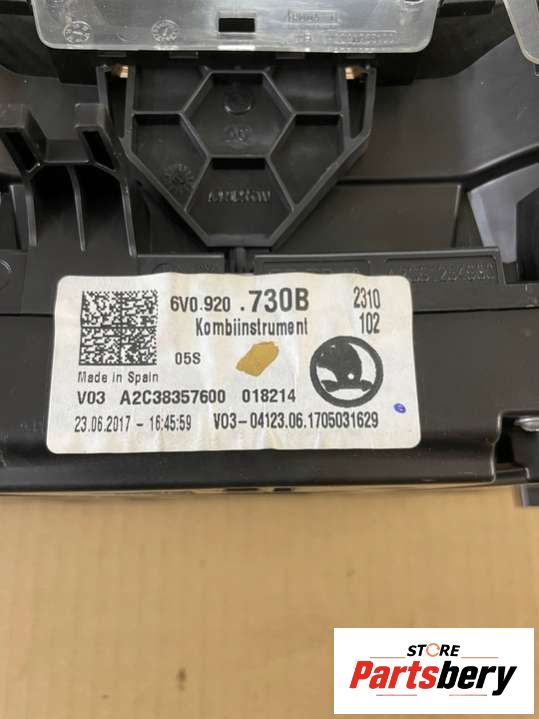 6V0.920 .730B 2310
Kombiinstrument 102
05S
Made in Spain
V03 A2C38357600 018214
23.06.2017 - 16:45:59 V03-04123.06.1705031629
STORE
Partsbery